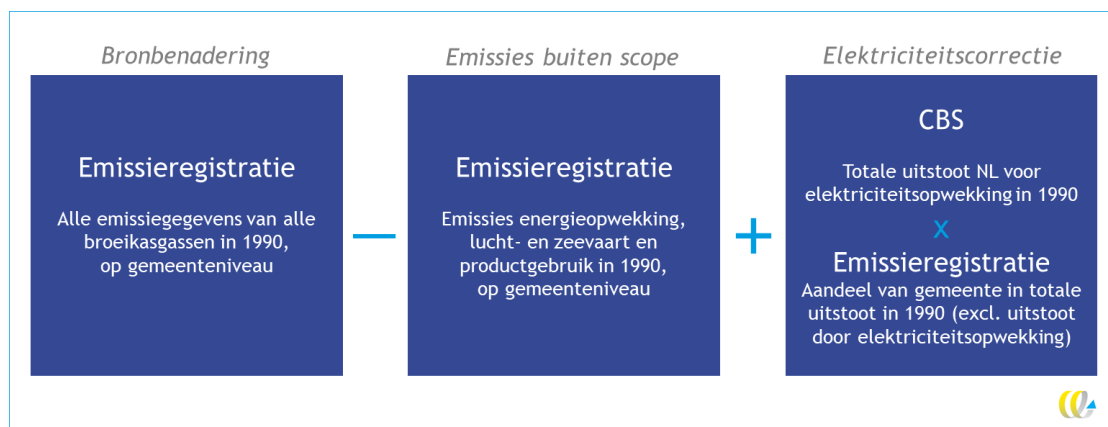 Bronbenadering
Emissieregistratie
Alle emissiegegevens van alle
broeikasgassen in 1990,
op gemeenteniveau
—
Emissies buiten scope
Emissieregistratie
Emissies energieopwekking,
lucht- en zeevaart en
productgebruik in 1990,
op gemeenteniveau
+
Elektriciteitscorrectie
CBS
Totale uitstoot NL voor
elektriciteitsopwekking in 1990
x
Emissieregistratie
Aandeel van gemeente in totale
uitstoot in 1990 (excl. uitstoot
door elektriciteitsopwekking)